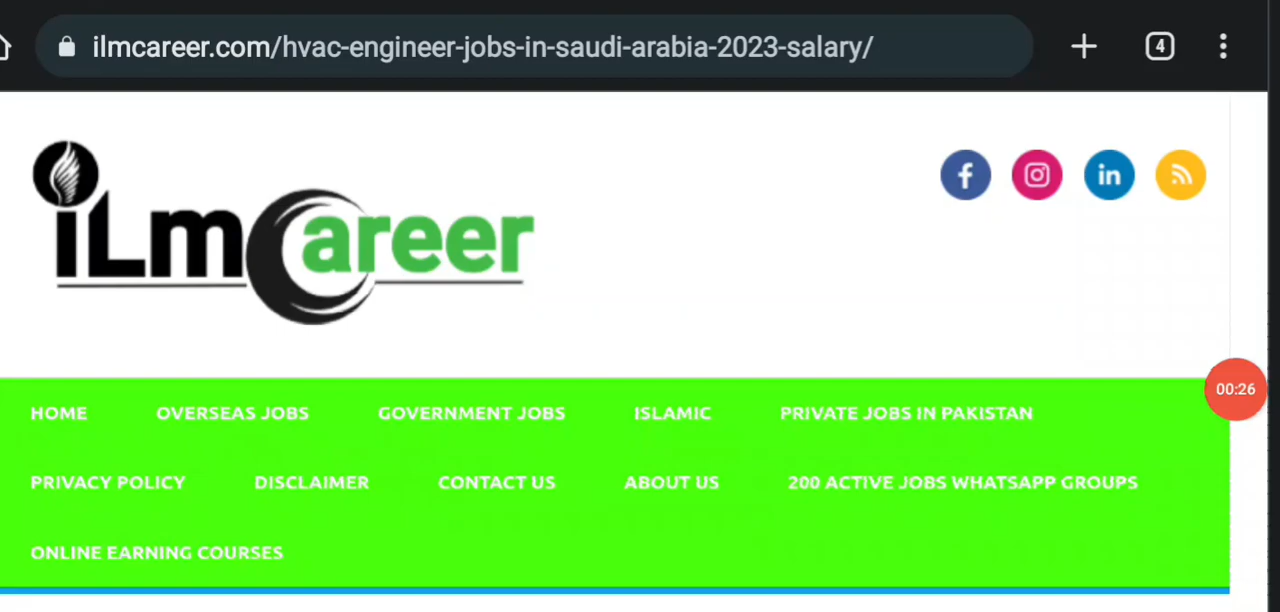 ilmcareer.com/hvac-engineer-jobs-in-saudi-arabia-2023-salary/
4
iLmCareer
00:26
HOME OVERSEAS JOBS GOVERNMENT JOBS ISLAMIC PRIVATE JOBS IN PAKISTAN
PRIVACY POLICY DISCLAIMER CONTACT US ABOUT US 200 ACTIVE JOBS WHATSAPP GROUPS
ONLINE EARNING COURSES